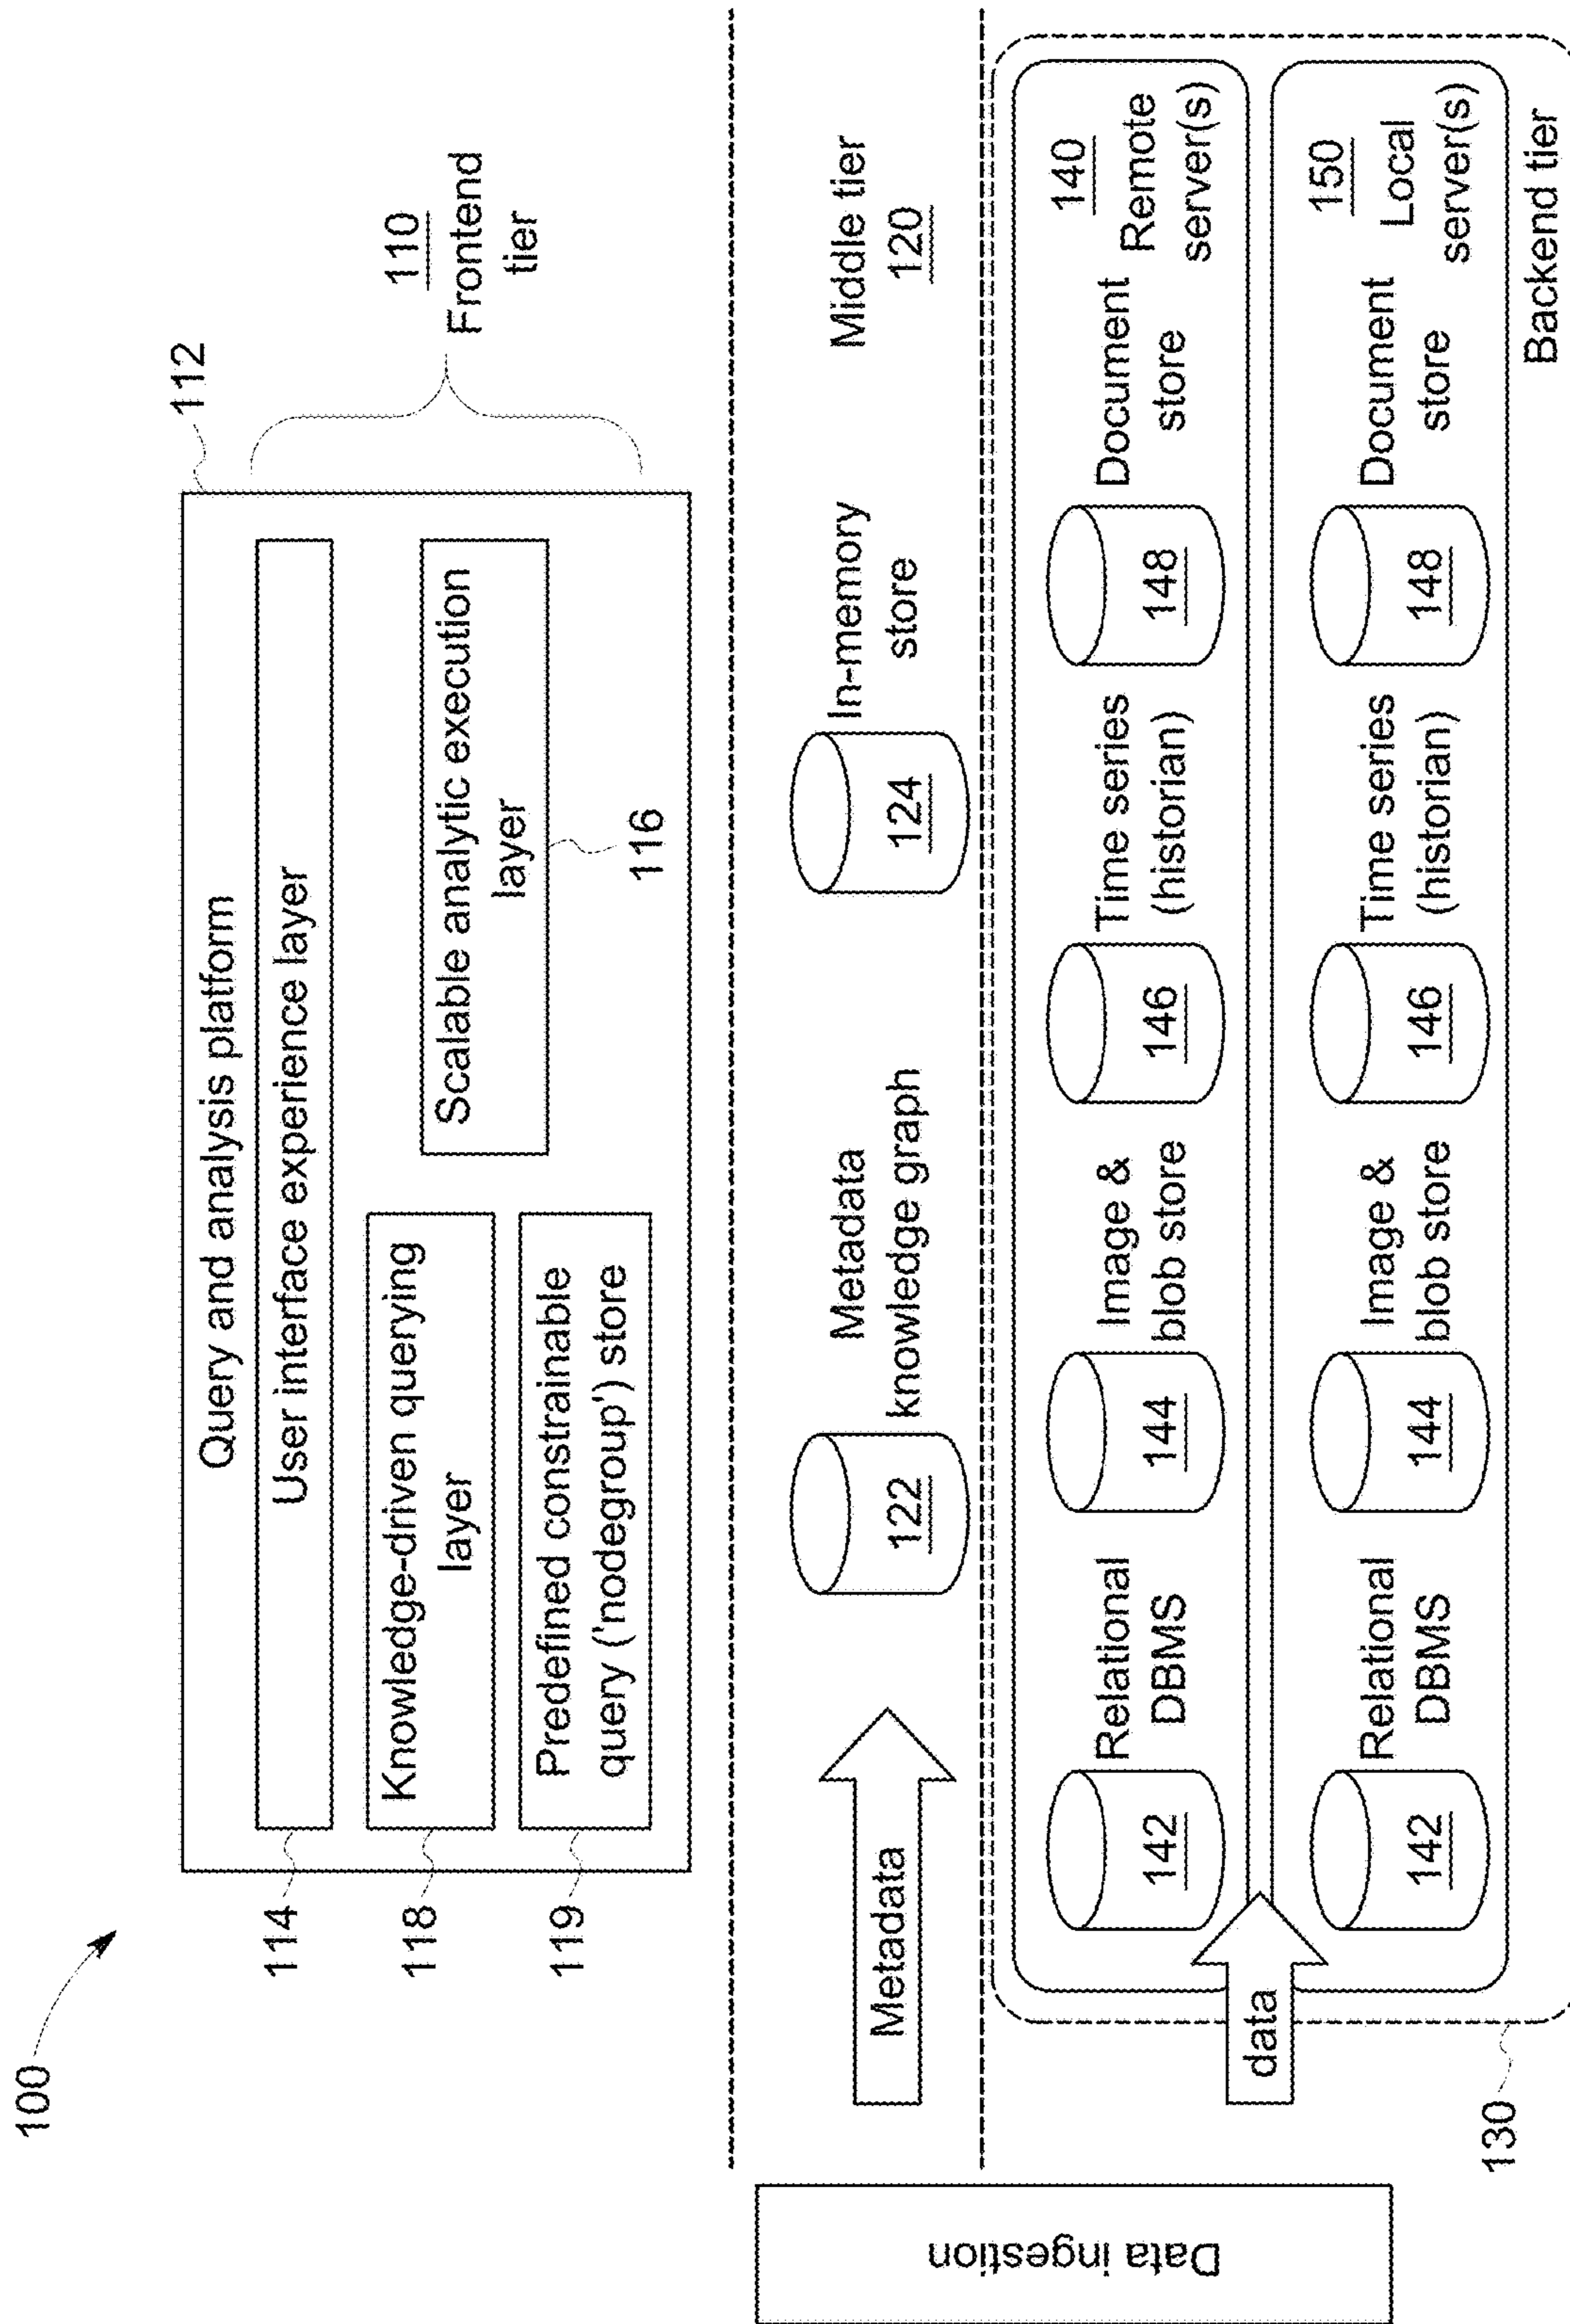 100
112
Query and analysis platform
114
User interface experience layer
118
Knowledge-driven querying
layer
119
Predefined constrainable
query ('nodegroup') store
Scalable analytic execution
layer
116
110
Frontend
tier
Data ingestion
Metadata
122
Metadata
knowledge graph
124
In-memory
store
Middle tier
120
142
Relational
DBMS
144
Image &
blob store
146
Time series
(historian)
148
Document
store
140
Remote
server(s)
data
142
Relational
DBMS
144
Image &
blob store
146
Time series
(historian)
148
Document
store
150
Local
server(s)
130
Backend tier